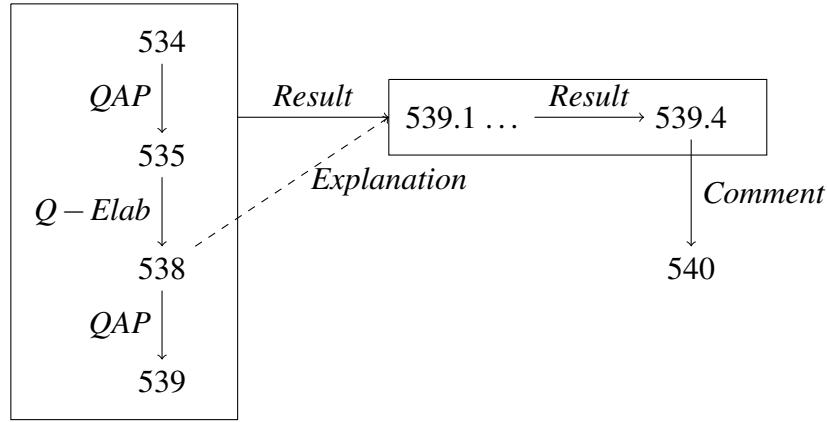 534
QAP
Result
539.1 … Result 539.4
535
Explanation
Q − Elab
Comment
538
540
QAP
539